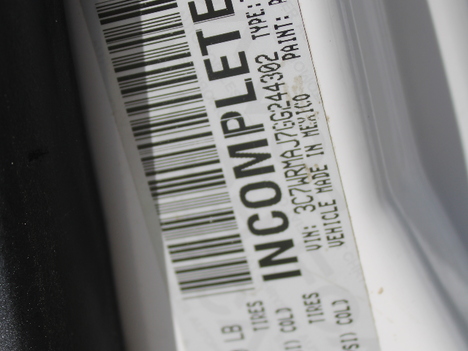 INCOMPLETE
VIN: 3C7WRMAJ7GG244302 TYPE:
VEHICLE MADE IN MEXICO PAINT:
LB
TIRES
COLD
TIRES
COLD